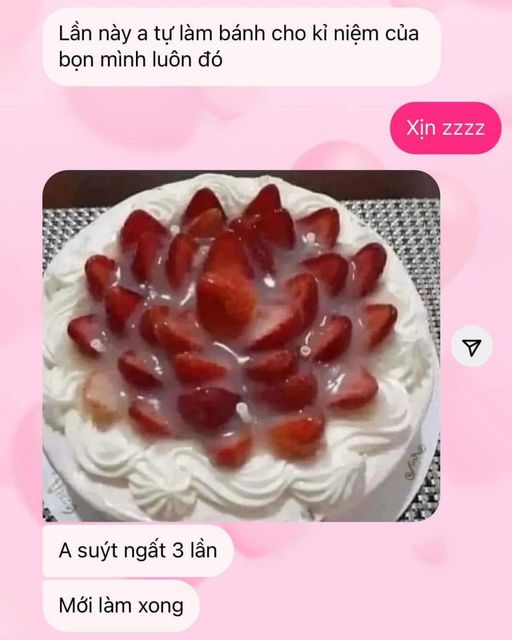 Lần này a tự làm bánh cho kỉ niệm của
bọn mình luôn đó
Xịn zzzz
A suýt ngất 3 lần
Mới làm xong